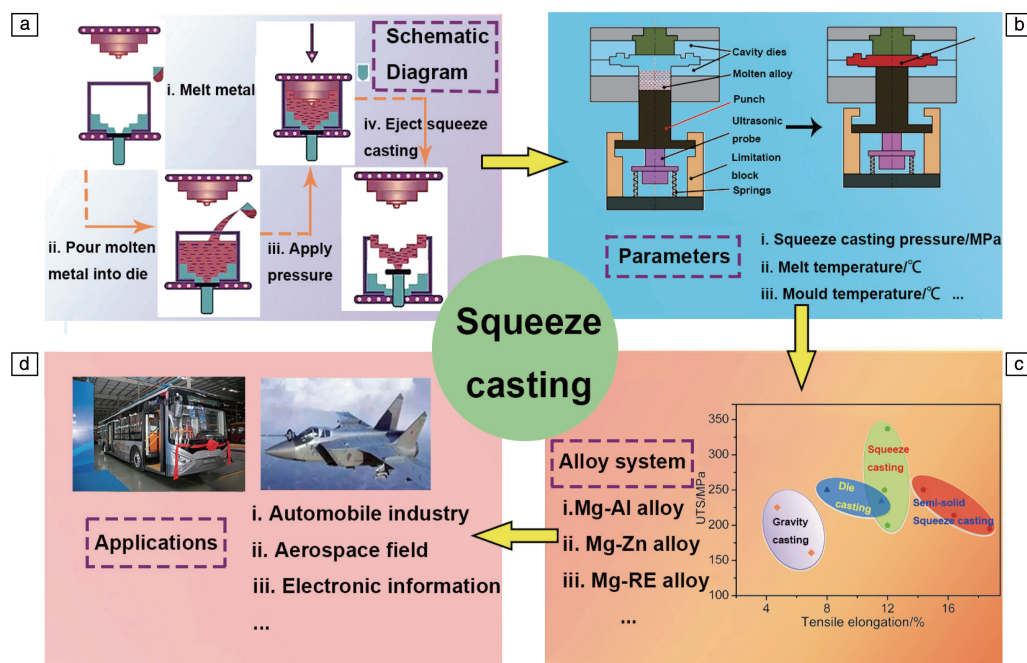 a
Schematic
Diagram
i. Melt metal
iv. Eject squeeze
casting
ii. Pour molten
metal into die
iii. Apply
pressure
b
Cavity dies
Molten alloy
Punch
Ultrasonic
probe
Limitation
block
Springs
Parameters
i. Squeeze casting pressure/MPa
ii. Melt temperature/℃
iii. Mould temperature/℃ ...
Squeeze
casting
d
Applications
i. Automobile industry
ii. Aerospace field
iii. Electronic information
...
c
Alloy system
i.Mg-Al alloy
ii. Mg-Zn alloy
iii. Mg-RE alloy
...
UTS/MPa
350
300
250
200
150
100
Squeeze
casting
Die
casting
Semi-solid
Squeeze casting
Gravity
casting
4
8
12
16
Tensile elongation/%